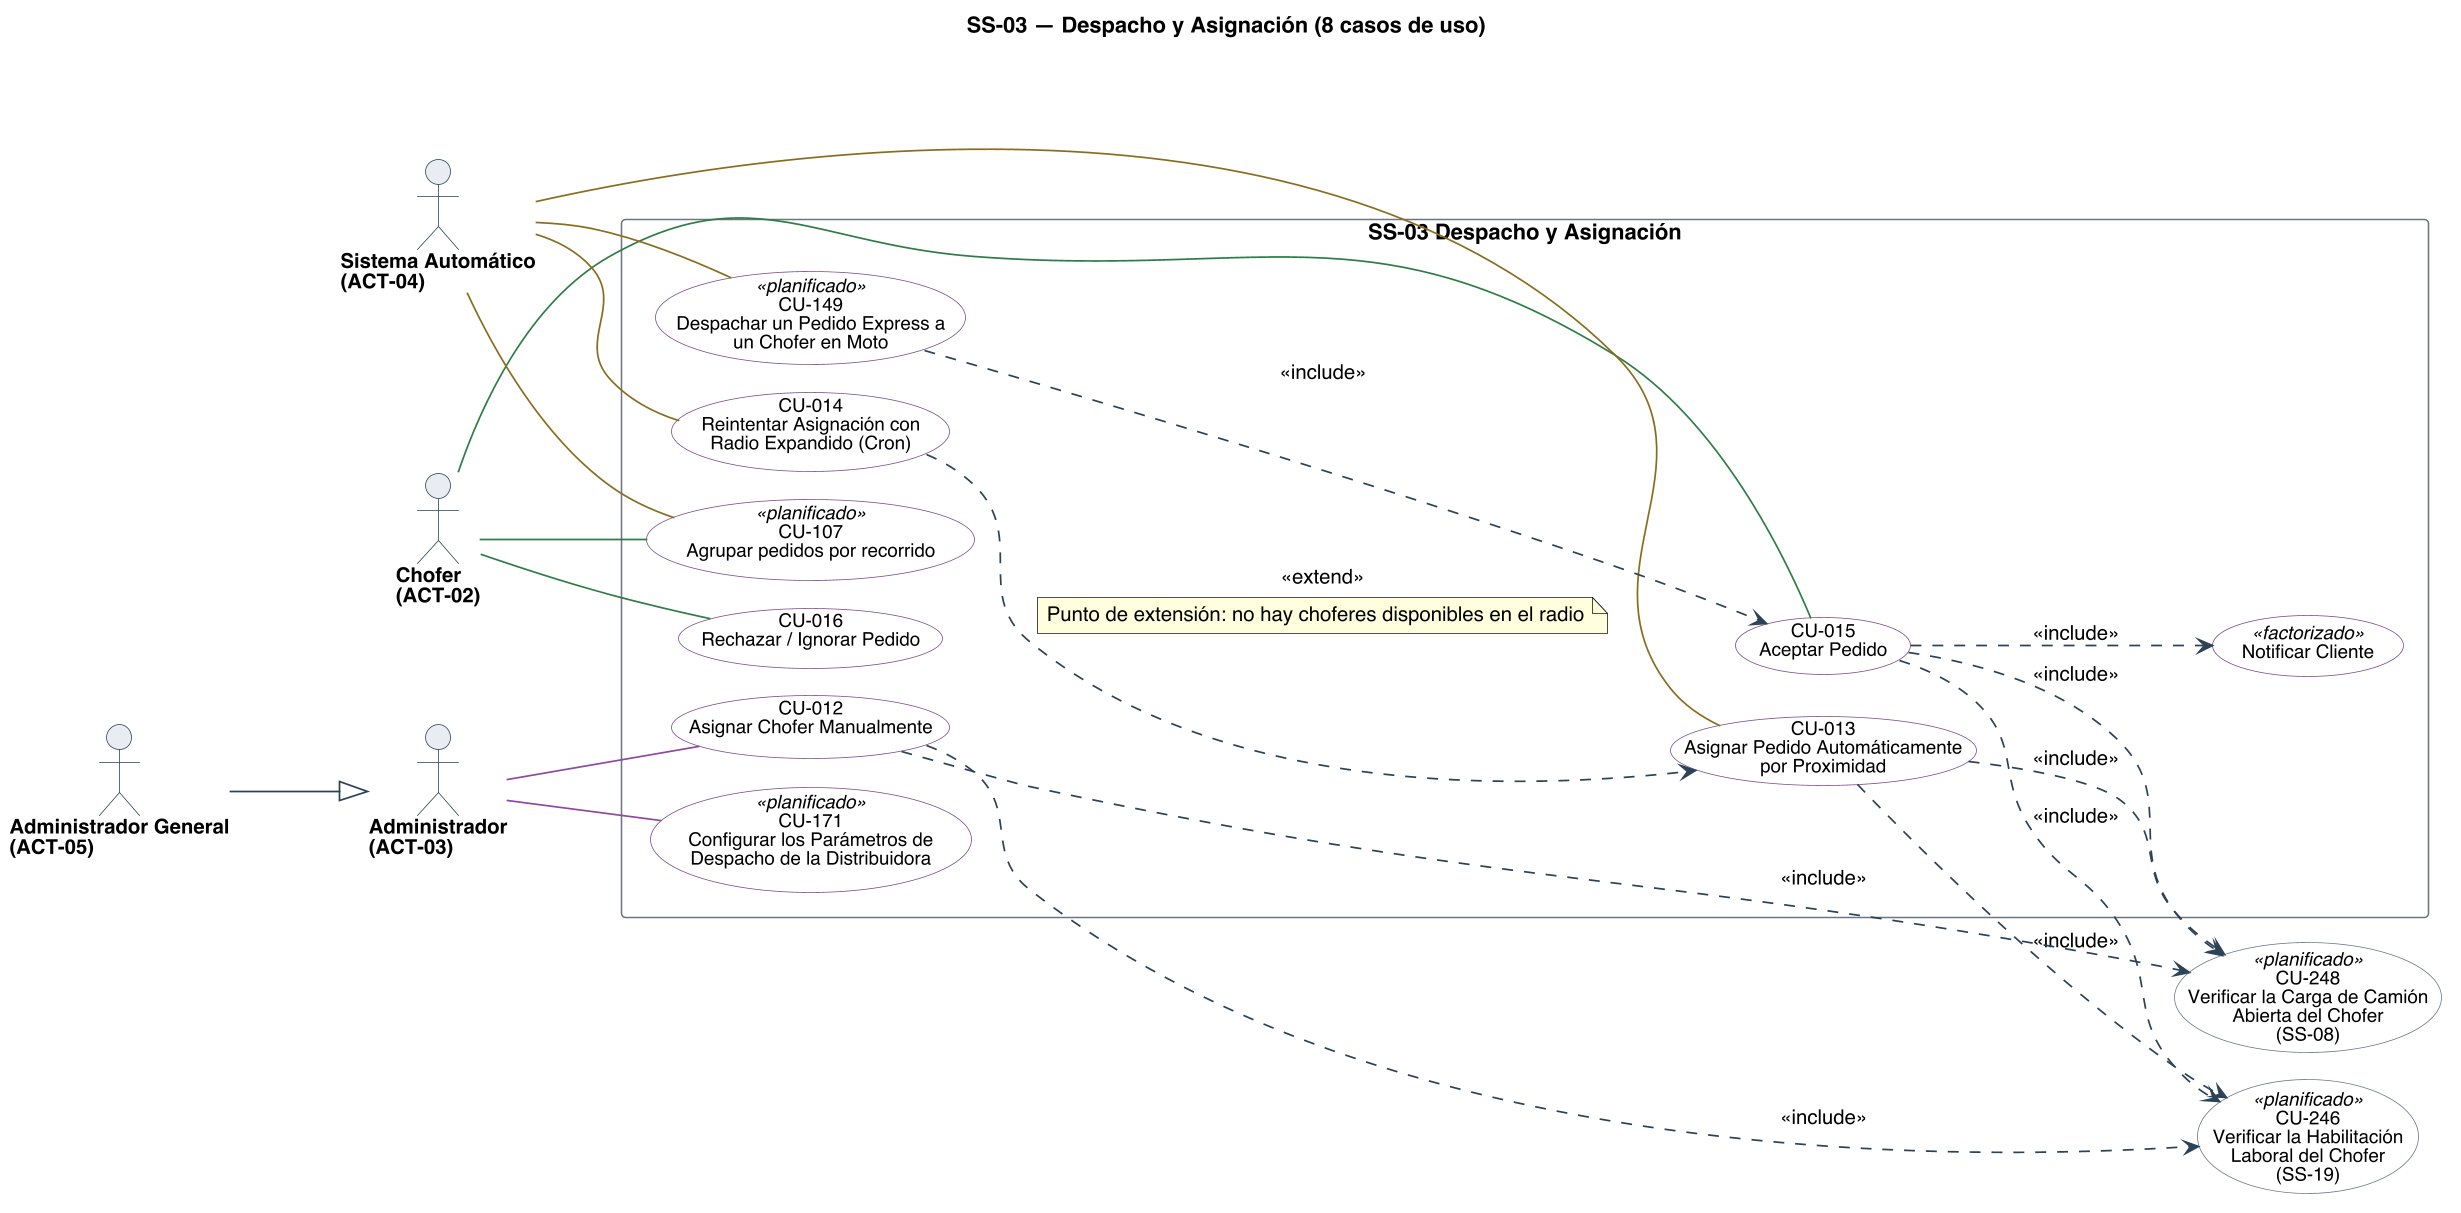 SS-03 — Despacho y Asignación (8 casos de uso)
SS-03 Despacho y Asignación
Sistema Automático
(ACT-04)
Chofer
(ACT-02)
Administrador General
(ACT-05)
Administrador
(ACT-03)
«planificado»
CU-149
Despachar un Pedido Express a
un Chofer en Moto
CU-014
Reintentar Asignación con
Radio Expandido (Cron)
«planificado»
CU-107
Agrupar pedidos por recorrido
CU-016
Rechazar / Ignorar Pedido
CU-012
Asignar Chofer Manualmente
«planificado»
CU-171
Configurar los Parámetros de
Despacho de la Distribuidora
«include»
«extend»
Punto de extensión: no hay choferes disponibles en el radio
CU-015
Aceptar Pedido
CU-013
Asignar Pedido Automáticamente
por Proximidad
«include»
«include»
«include»
«include»
«include»
«include»
«include»
«factorizado»
Notificar Cliente
«planificado»
CU-248
Verificar la Carga de Camión
Abierta del Chofer
(SS-08)
«planificado»
CU-246
Verificar la Habilitación
Laboral del Chofer
(SS-19)